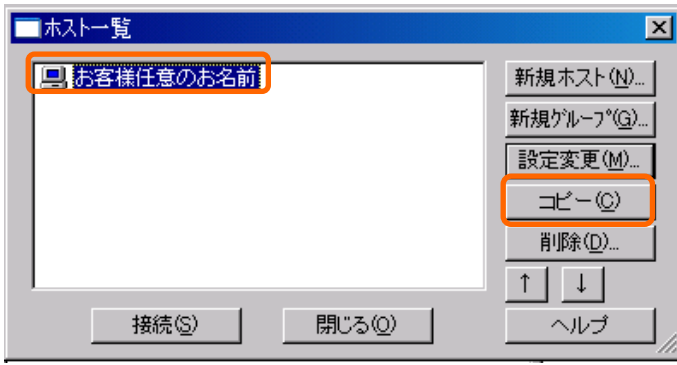 ホスト一覧
お客様任意のお名前
新規ホスト(N)...
新規ｸﾞﾙｰﾌﾟ(G)...
設定変更(M)...
コピー(C)
削除(D)...
↑ ↓
接続(S) 閉じる(O) ヘルプ